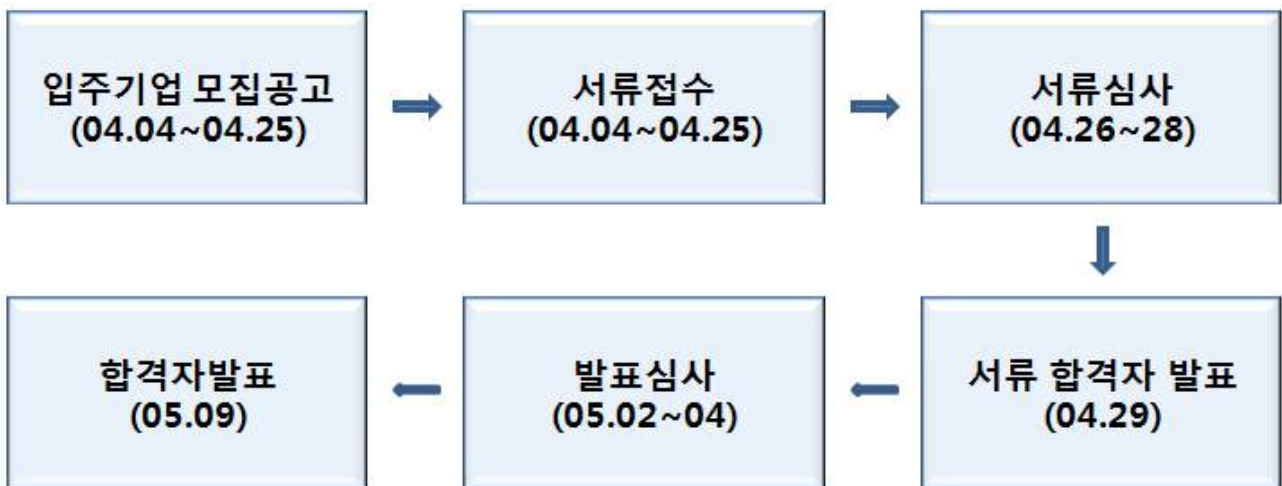 입주기업 모집공고
(04.04~04.25)
서류접수
(04.04~04.25)
서류심사
(04.26~28)
서류 합격자 발표
(04.29)
발표심사
(05.02~04)
합격자발표
(05.09)